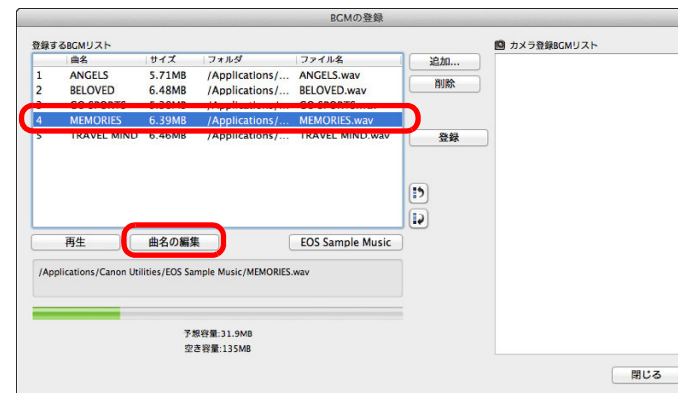 BGMの登録
登録するBGMリスト
カメラ登録BGMリスト
曲名 サイズ フォルダ ファイル名
追加...
1 ANGELS 5.71MB /Applications/... ANGELS.wav
2 BELOVED 6.48MB /Applications/... BELOVED.wav
削除
3 GO SPORTS
4 MEMORIES 6.39MB /Applications/... MEMORIES.wav
5 TRAVEL MIND 6.46MB /Applications/... TRAVEL MIND.wav
登録
再生 曲名の編集 EOS Sample Music
/Applications/Canon Utilities/EOS Sample Music/MEMORIES.wav
予想容量:31.9MB
空き容量:135MB
閉じる